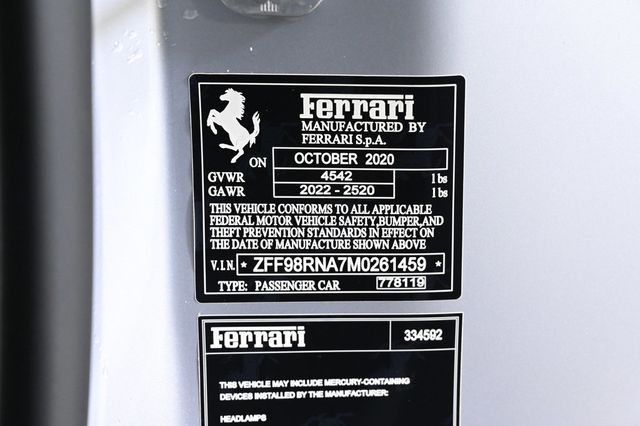 Ferrari
MANUFACTURED BY
FERRARI S.p.A.
ON OCTOBER 2020
GVWR 4542 lbs
GAWR 2022 - 2520 lbs
THIS VEHICLE CONFORMS TO ALL APPLICABLE
FEDERAL MOTOR VEHICLE SAFETY, BUMPER, AND
THEFT PREVENTION STANDARDS IN EFFECT ON
THE DATE OF MANUFACTURE SHOWN ABOVE
V.I.N. * ZFF98RNA7M0261459 *
TYPE: PASSENGER CAR 778119
Ferrari 334592
THIS VEHICLE MAY INCLUDE MERCURY-CONTAINING
DEVICES INSTALLED BY THE MANUFACTURER:
HEADLAMPS